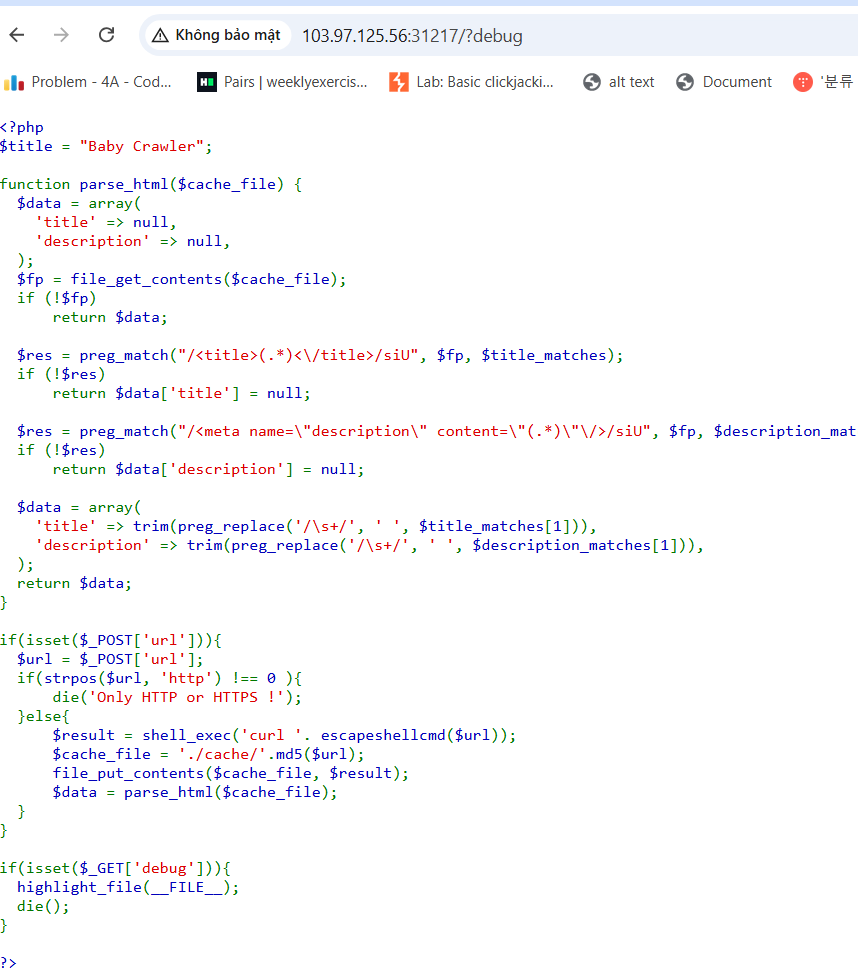 Không bảo mật 103.97.125.56:31217/?debug
Problem - 4A - Cod... Pairs | weeklyexercis... Lab: Basic clickjacki... alt text Document '분류
<?php
$title = "Baby Crawler";
function parse_html($cache_file) {
$data = array(
'title' => null,
'description' => null,
);
$fp = file_get_contents($cache_file);
if (!$fp)
return $data;
$res = preg_match("/<title>(.*)<\/title>/siU", $fp, $title_matches);
if (!$res)
return $data['title'] = null;
$res = preg_match("/<meta name=\"description\" content=\"(.*)\"\/>/siU", $fp, $description_mat
if (!$res)
return $data['description'] = null;
$data = array(
'title' => trim(preg_replace('/\s+/', ' ', $title_matches[1])),
'description' => trim(preg_replace('/\s+/', ' ', $description_matches[1])),
);
return $data;
}
if(isset($_POST['url'])){
$url = $_POST['url'];
if(strpos($url, 'http') !== 0 ){
die('Only HTTP or HTTPS !');
}else{
$result = shell_exec('curl '. escapeshellcmd($url));
$cache_file = './cache/'.md5($url);
file_put_contents($cache_file, $result);
$data = parse_html($cache_file);
}
}
if(isset($_GET['debug'])){
highlight_file(__FILE__);
die();
}
?>